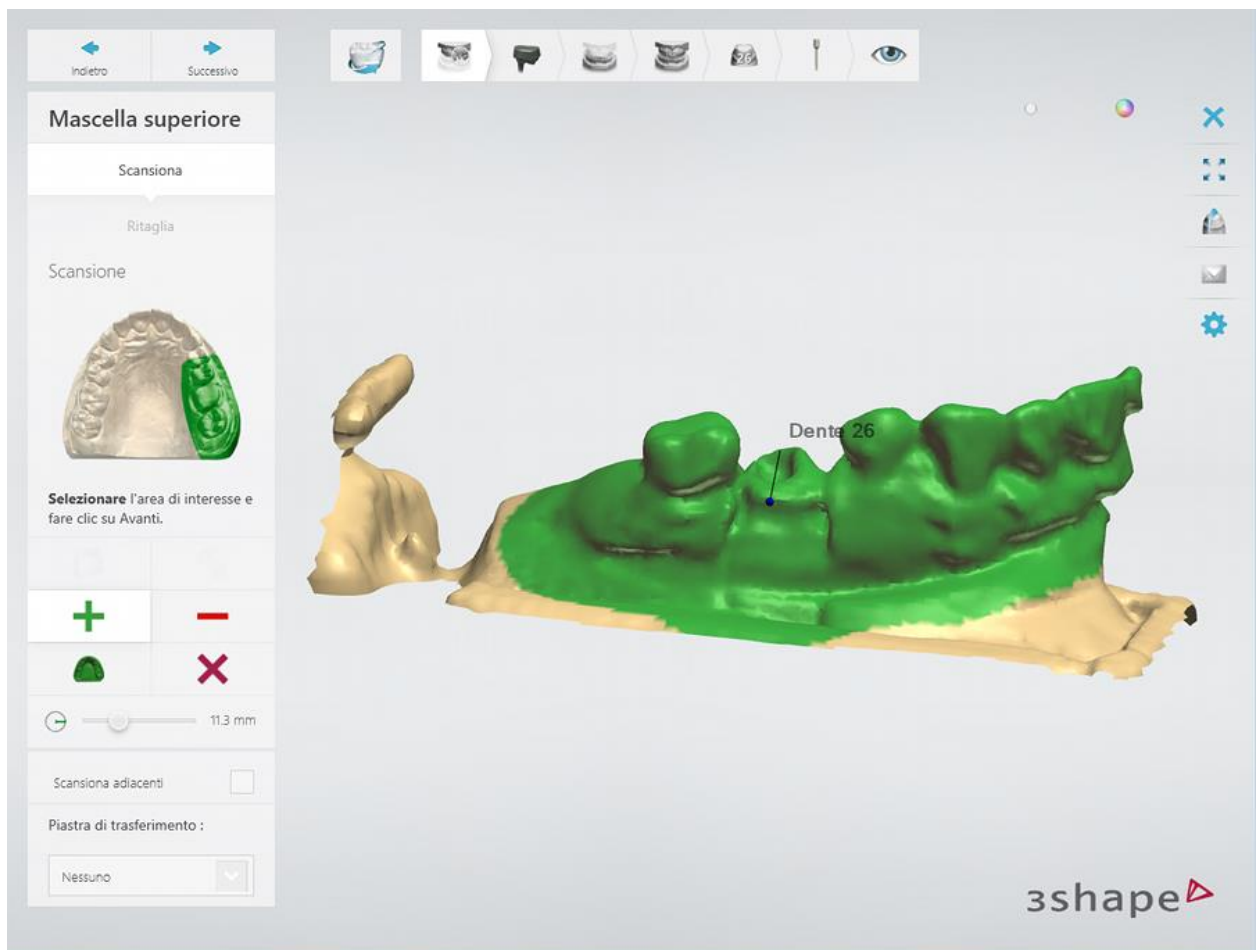 Indietro
Successivo
26
Mascella superiore
Scansiona
Ritaglia
Scansione
Selezionare l'area di interesse e
fare clic su Avanti.
11.3 mm
Scansiona adiacenti
Piastra di trasferimento :
Nessuno
Dente 26
3shape